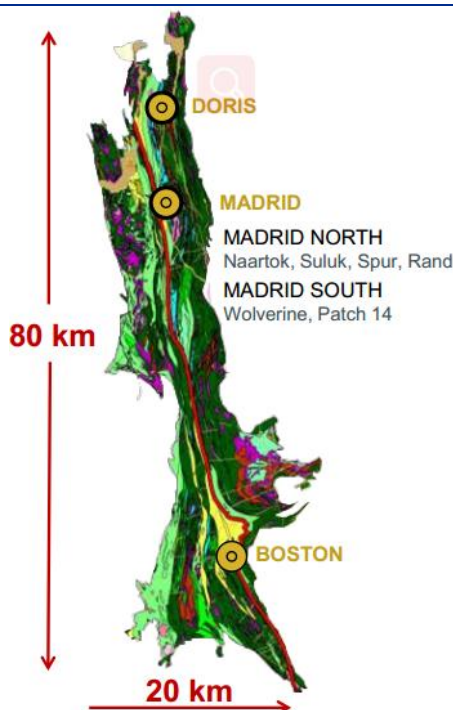 DORIS
MADRID
MADRID NORTH
Naartok, Suluk, Spur, Rand
MADRID SOUTH
Wolverine, Patch 14
80 km
BOSTON
20 km